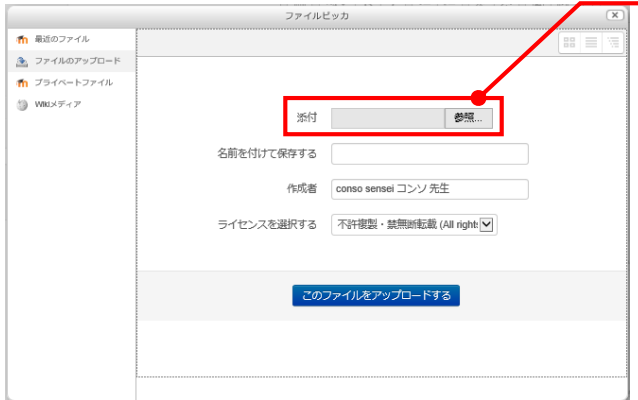 ファイルピッカ
最近のファイル
ファイルのアップロード
プライベートファイル
Wikiメディア
添付
参照...
名前を付けて保存する
作成者
conso sensei コンソ 先生
ライセンスを選択する
不許複製・禁無断転載 (All right:
このファイルをアップロードする